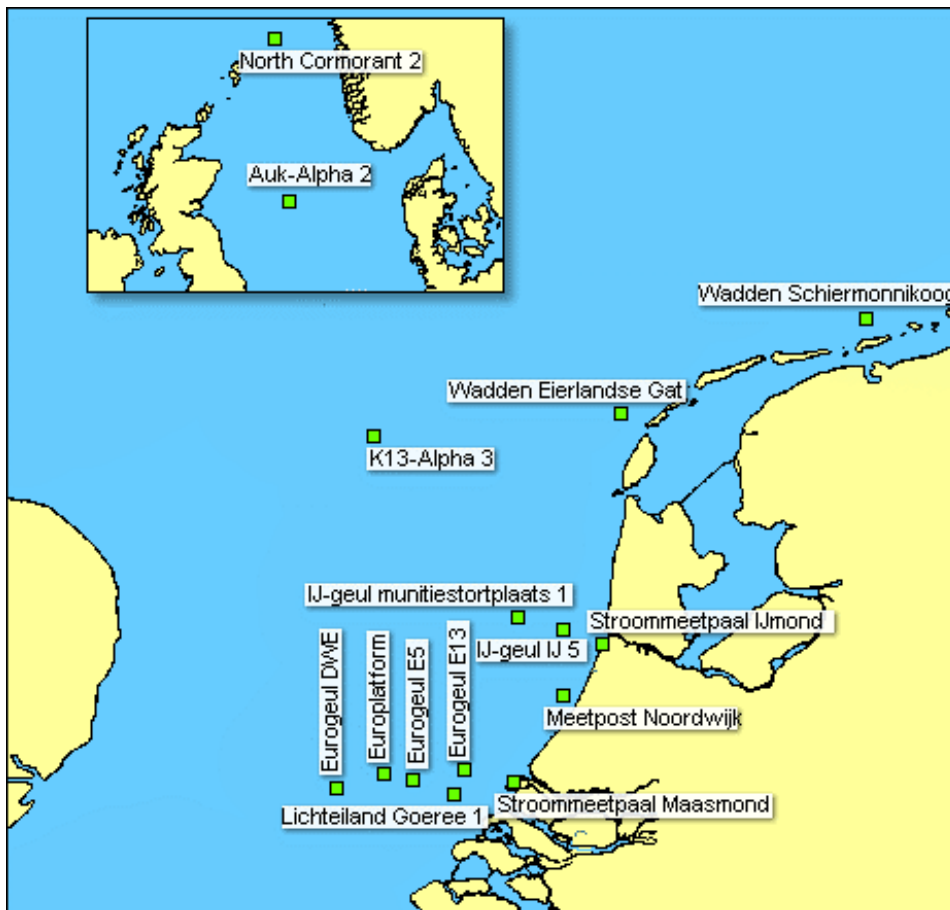 North Cormorant 2
Auk-Alpha 2
Wadden Schiermonnikoog
Wadden Eierlandse Gat
K13-Alpha 3
IJ-geul munitiestortplaats 1
Stroommeetpaal IJmond
IJ-geul IJ 5
Eurogeul DWE
Europlatform
Eurogeul E5
Eurogeul E13
Meetpost Noordwijk
Lichteiland Goeree 1
Stroommeetpaal Maasmond